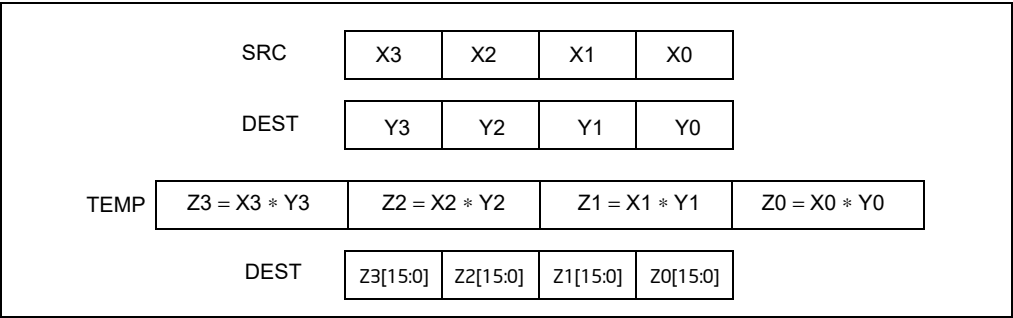 SRC X3 X2 X1 X0
DEST Y3 Y2 Y1 Y0
TEMP Z3 = X3 ∗ Y3 Z2 = X2 ∗ Y2 Z1 = X1 ∗ Y1 Z0 = X0 ∗ Y0
DEST Z3[15:0] Z2[15:0] Z1[15:0] Z0[15:0]